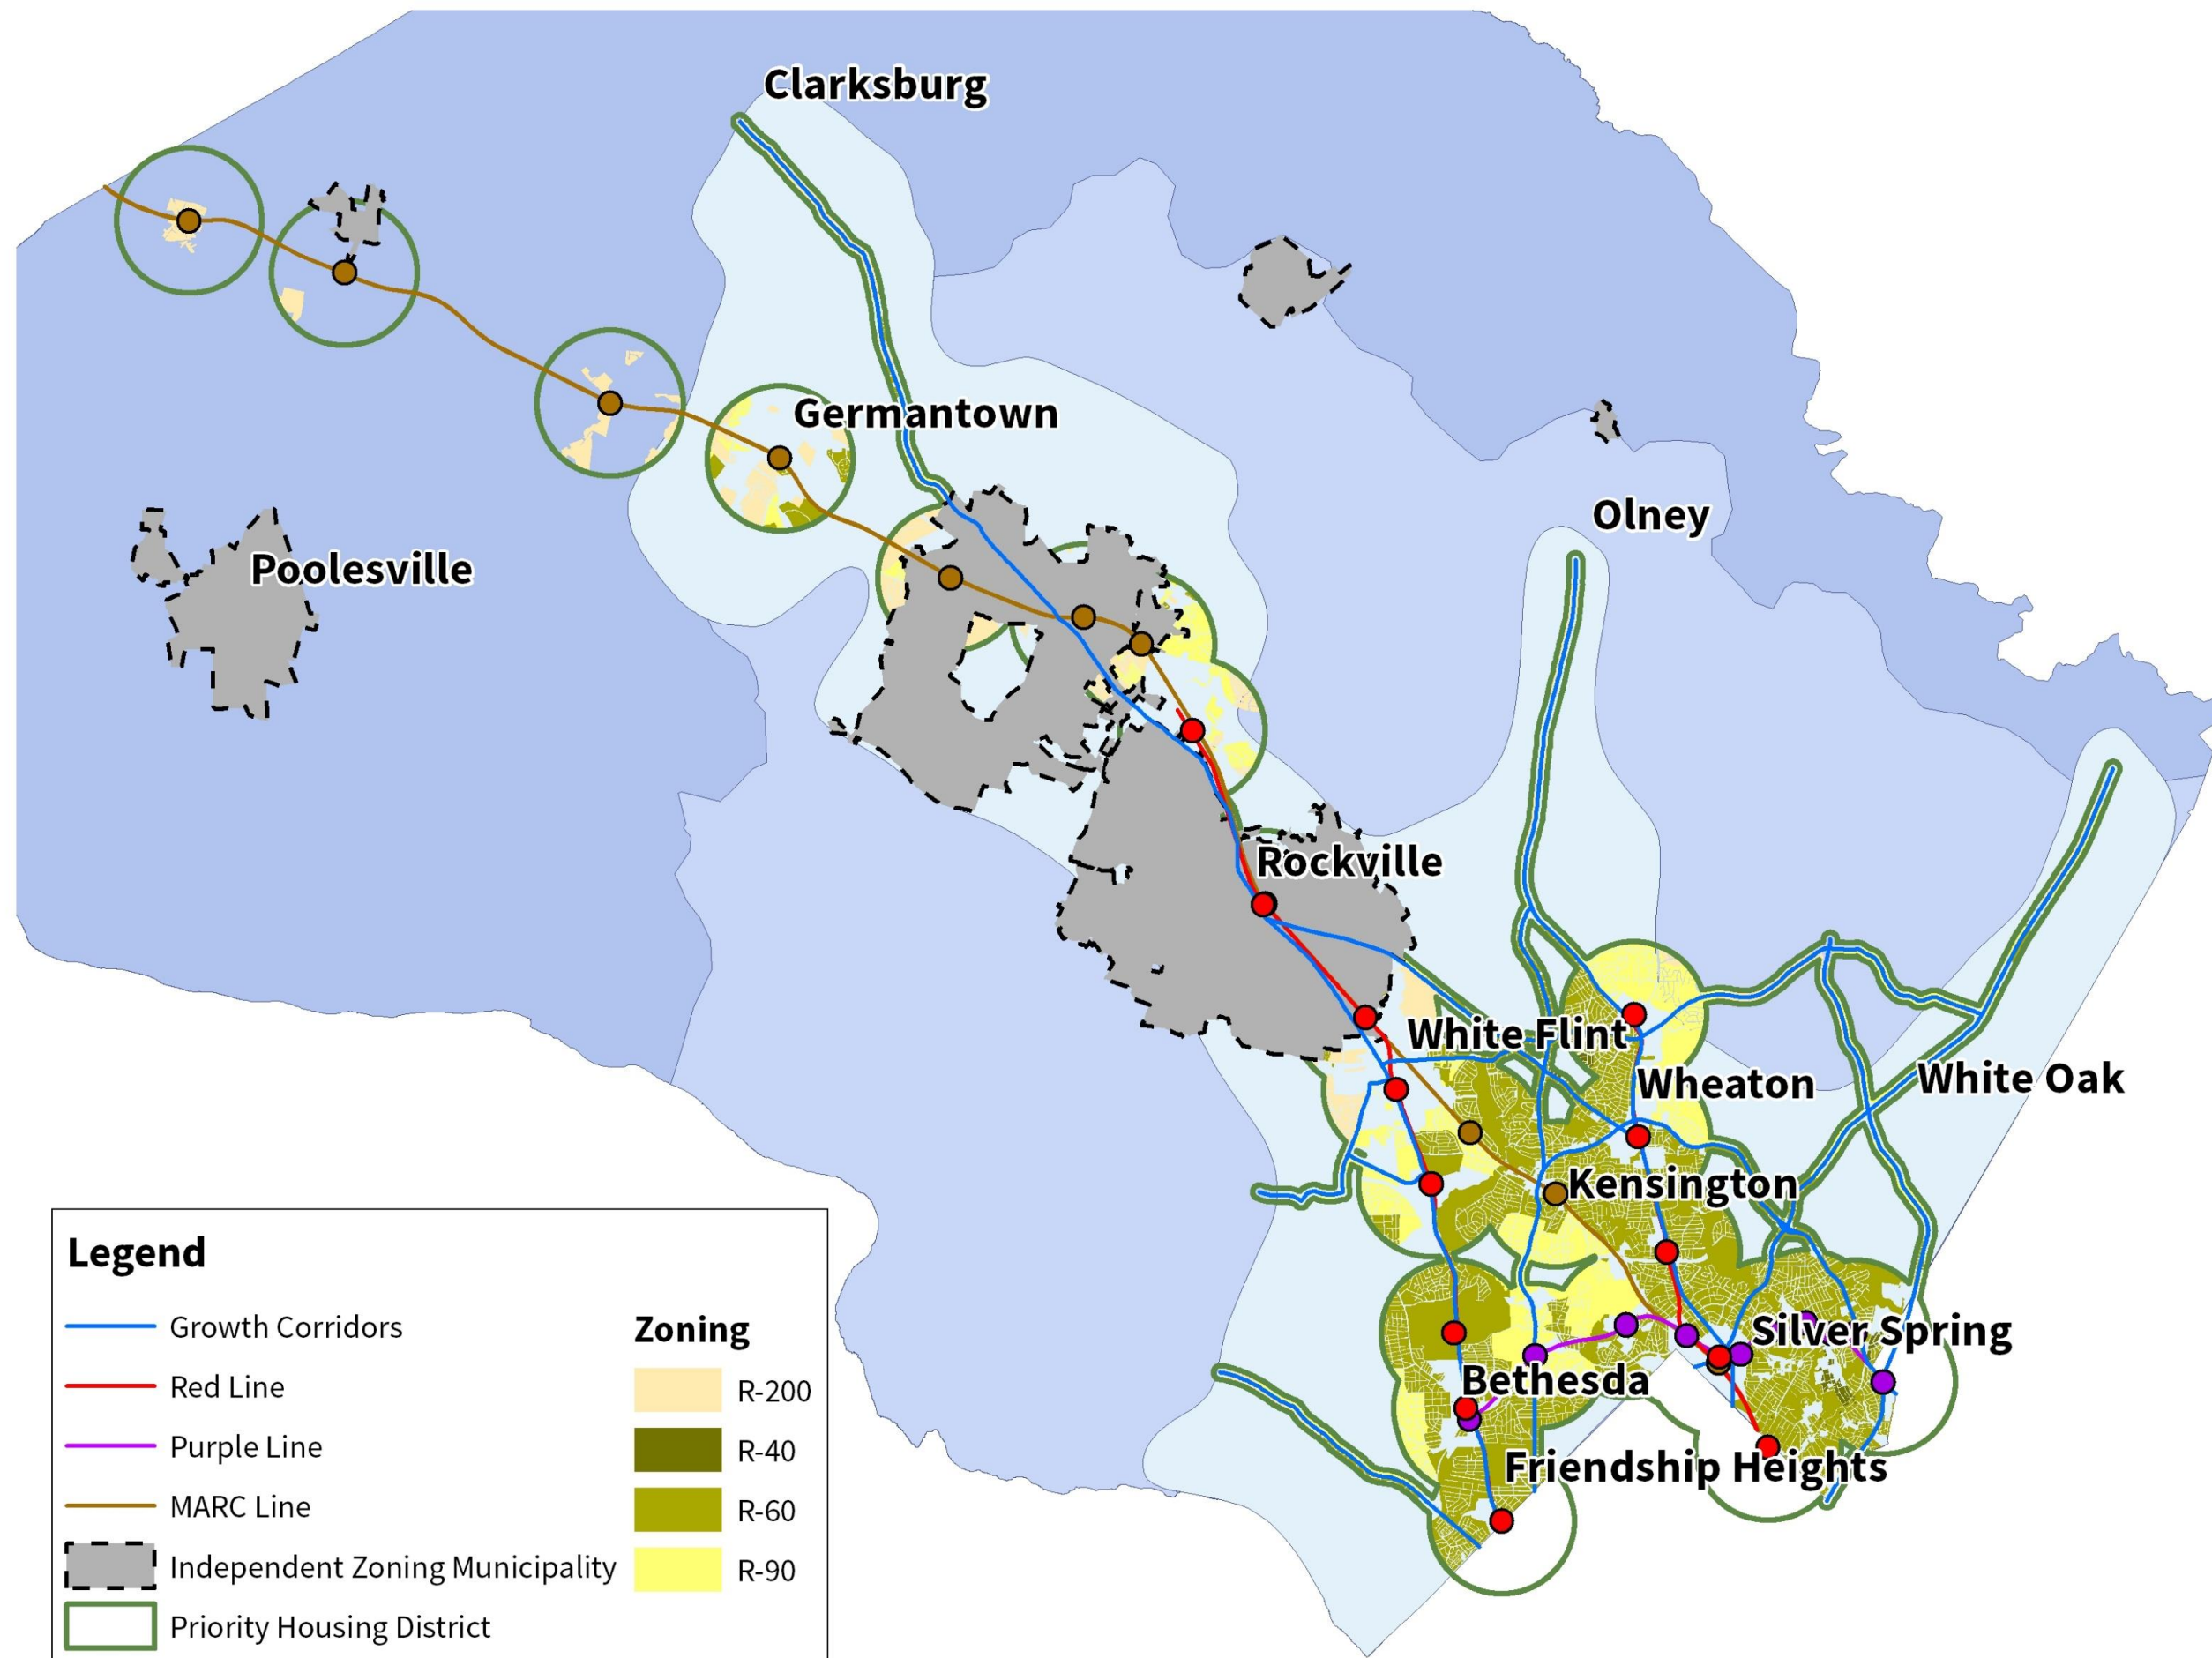 Clarksburg
Germantown
Olney
Poolesville
Rockville
White Flint
Wheaton
White Oak
Kensington
Silver Spring
Bethesda
Friendship Heights
Legend
Growth Corridors
Red Line
Purple Line
MARC Line
Independent Zoning Municipality
Priority Housing District
Zoning
R-200
R-40
R-60
R-90